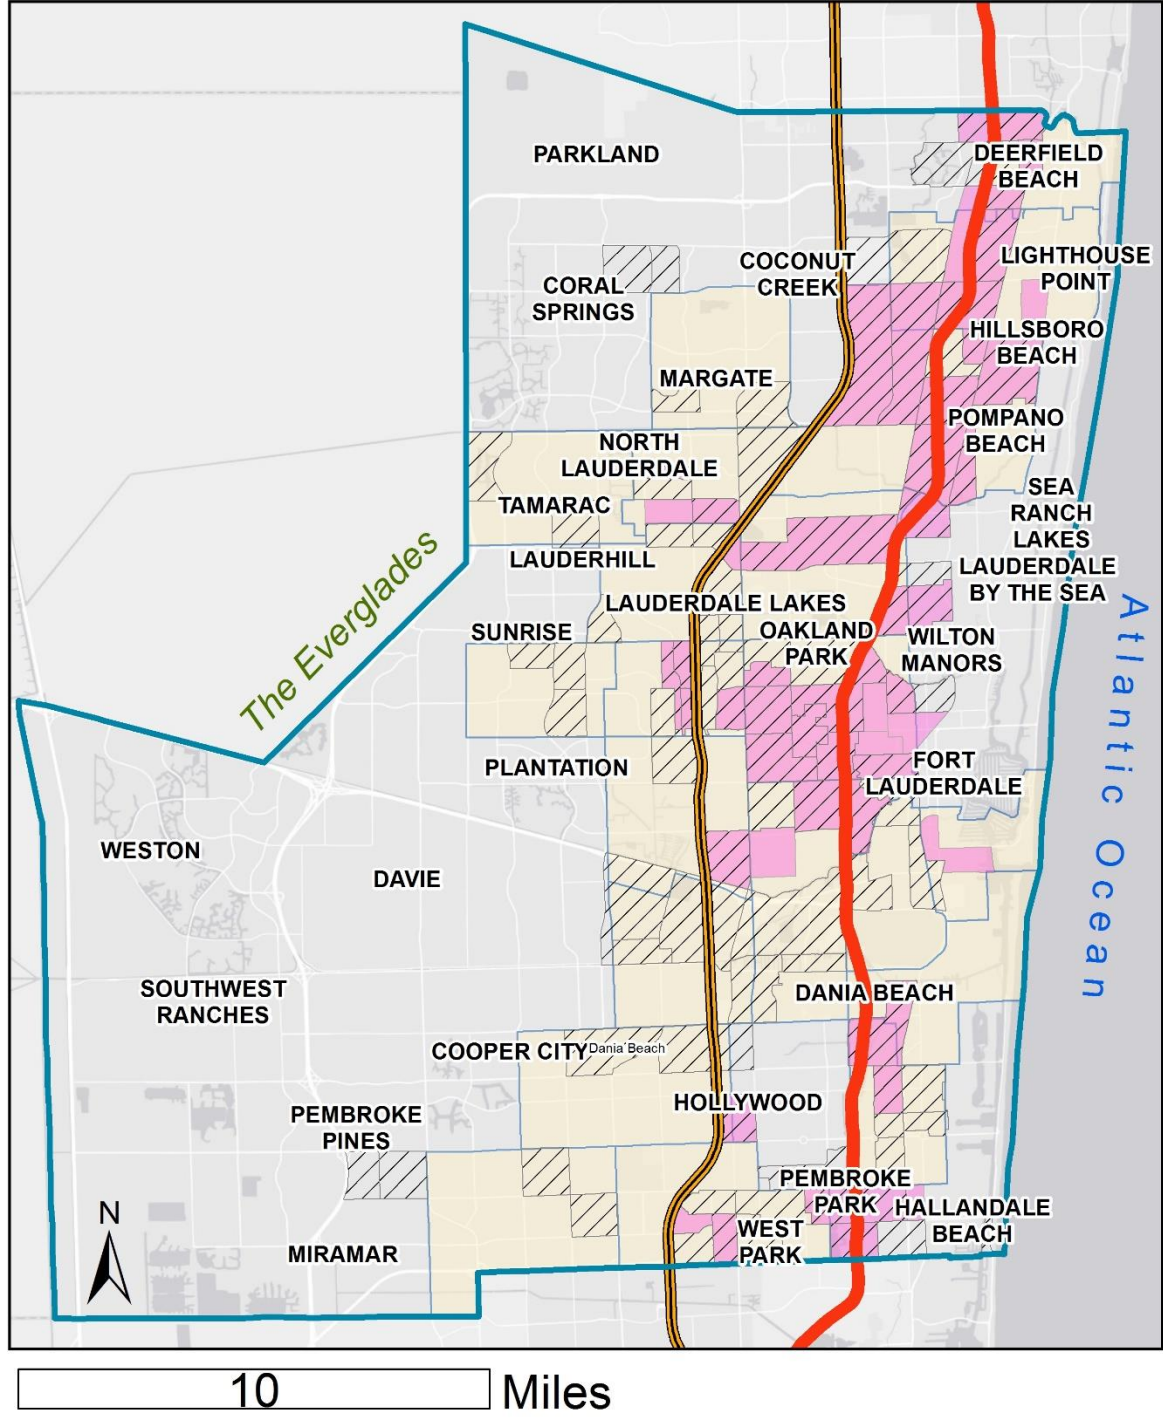 PARKLAND
DEERFIELD
BEACH
COCONUT
CREEK
LIGHTHOUSE
POINT
CORAL
SPRINGS
HILLSBORO
BEACH
MARGATE
POMPANO
BEACH
NORTH
LAUDERDALE
TAMARAC
SEA
RANCH
LAKES
LAUDERDALE
BY THE SEA
LAUDERHILL
The Everglades
LAUDERDALE LAKES
SUNRISE
OAKLAND
PARK
WILTON
MANORS
Atlantic Ocean
PLANTATION
FORT
LAUDERDALE
WESTON
DAVIE
SOUTHWEST
RANCHES
DANIA BEACH
COOPER CITY
Dania Beach
HOLLYWOOD
PEMBROKE
PINES
PEMBROKE
PARK
HALLANDALE
BEACH
WEST
PARK
MIRAMAR
N
10 Miles